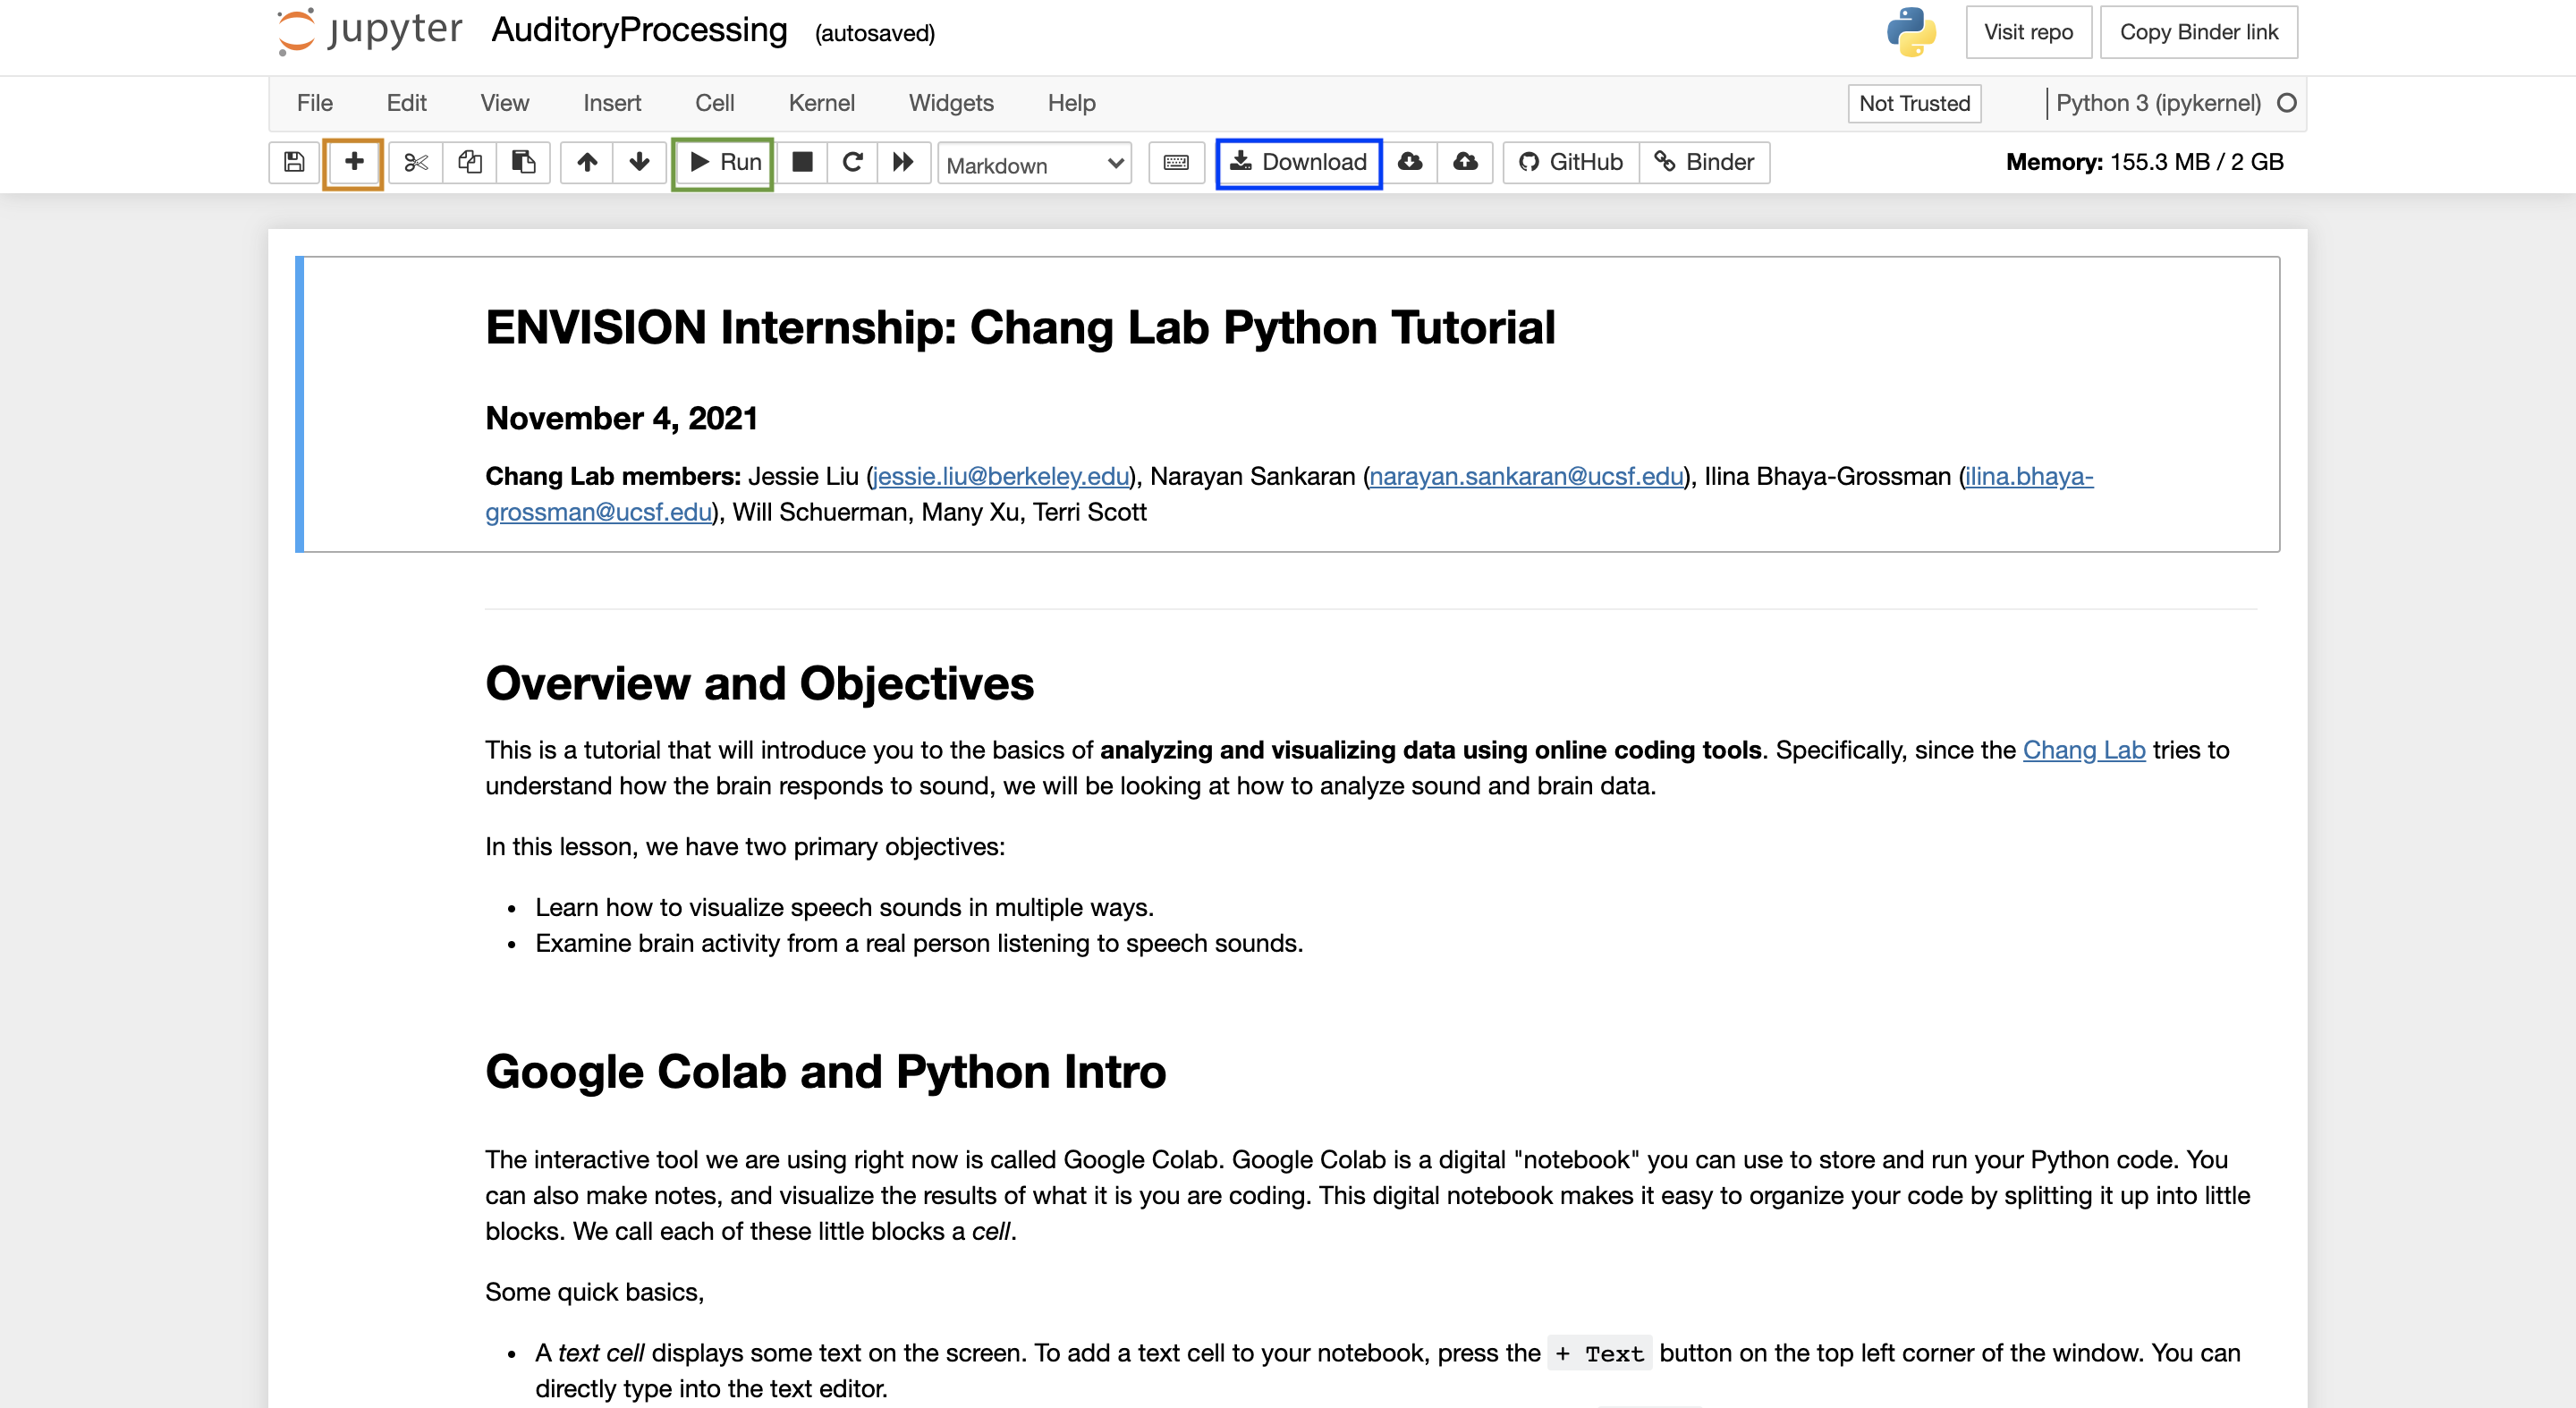 jupyter AuditoryProcessing (autosaved) Visit repo Copy Binder link
File Edit View Insert Cell Kernel Widgets Help Not Trusted Python 3 (ipykernel)
Run Markdown Download GitHub Binder Memory: 155.3 MB / 2 GB
ENVISION Internship: Chang Lab Python Tutorial
November 4, 2021
Chang Lab members: Jessie Liu (jessie.liu@berkeley.edu), Narayan Sankaran (narayan.sankaran@ucsf.edu), Ilina Bhaya-Grossman (ilina.bhaya-
grossman@ucsf.edu), Will Schuerman, Many Xu, Terri Scott
Overview and Objectives
This is a tutorial that will introduce you to the basics of analyzing and visualizing data using online coding tools. Specifically, since the Chang Lab tries to
understand how the brain responds to sound, we will be looking at how to analyze sound and brain data.
In this lesson, we have two primary objectives:
• Learn how to visualize speech sounds in multiple ways.
• Examine brain activity from a real person listening to speech sounds.
Google Colab and Python Intro
The interactive tool we are using right now is called Google Colab. Google Colab is a digital "notebook" you can use to store and run your Python code. You
can also make notes, and visualize the results of what it is you are coding. This digital notebook makes it easy to organize your code by splitting it up into little
blocks. We call each of these little blocks a cell.
Some quick basics,
• A text cell displays some text on the screen. To add a text cell to your notebook, press the + Text button on the top left corner of the window. You can
directly type into the text editor.